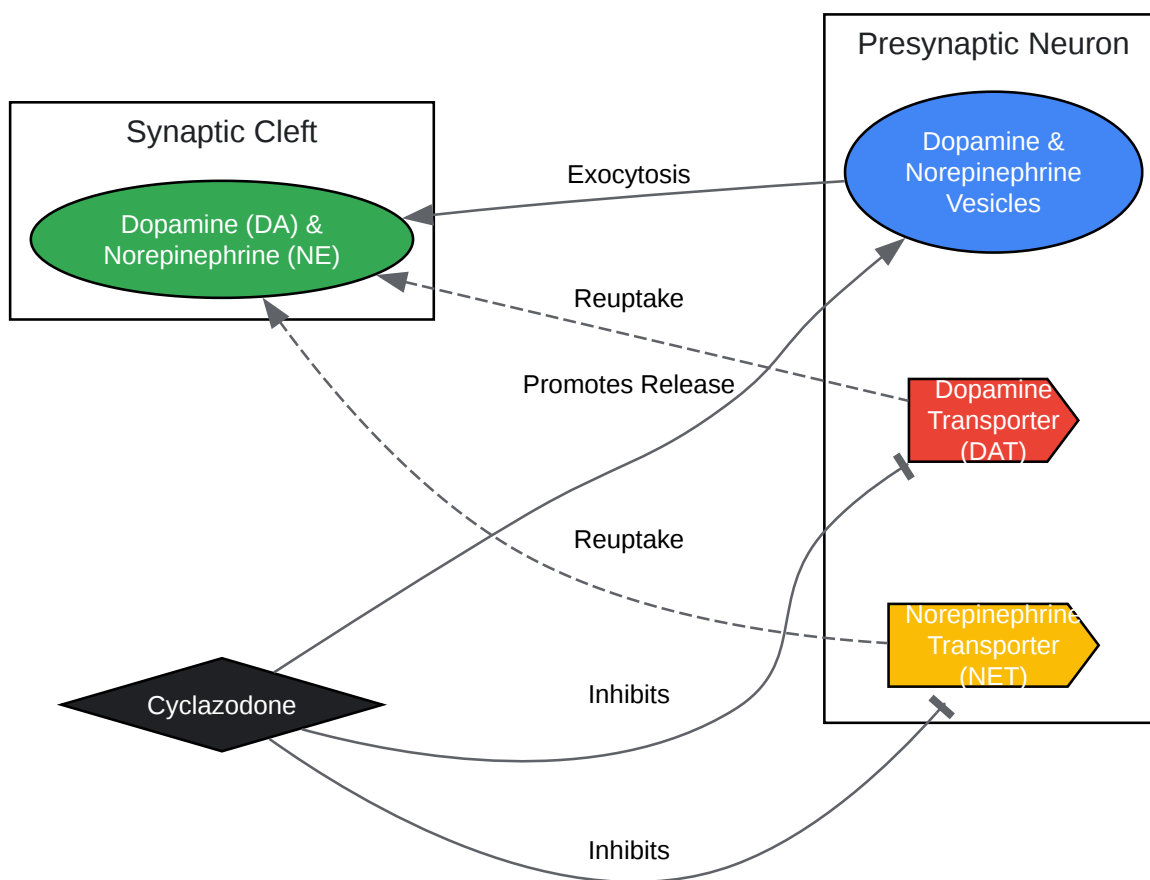 Presynaptic Neuron
Synaptic Cleft
Dopamine &
Norepinephrine
Vesicles
Exocytosis
Dopamine (DA) &
Norepinephrine (NE)
Reuptake
Promotes Release
Dopamine
Transporter
(DAT)
Reuptake
Norepinephrine
Transporter
(NET)
Cyclazodone
Inhibits
Inhibits